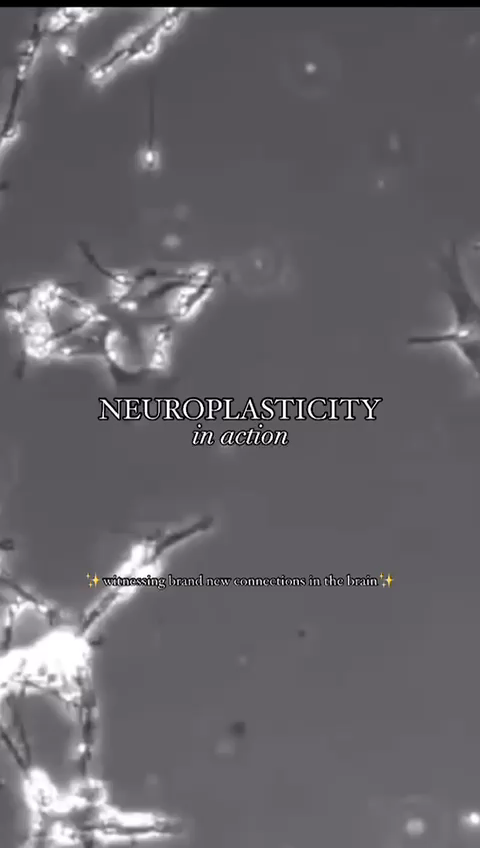 NEUROPLASTICITY
in action
✨witnessing brand new connections in the brain✨